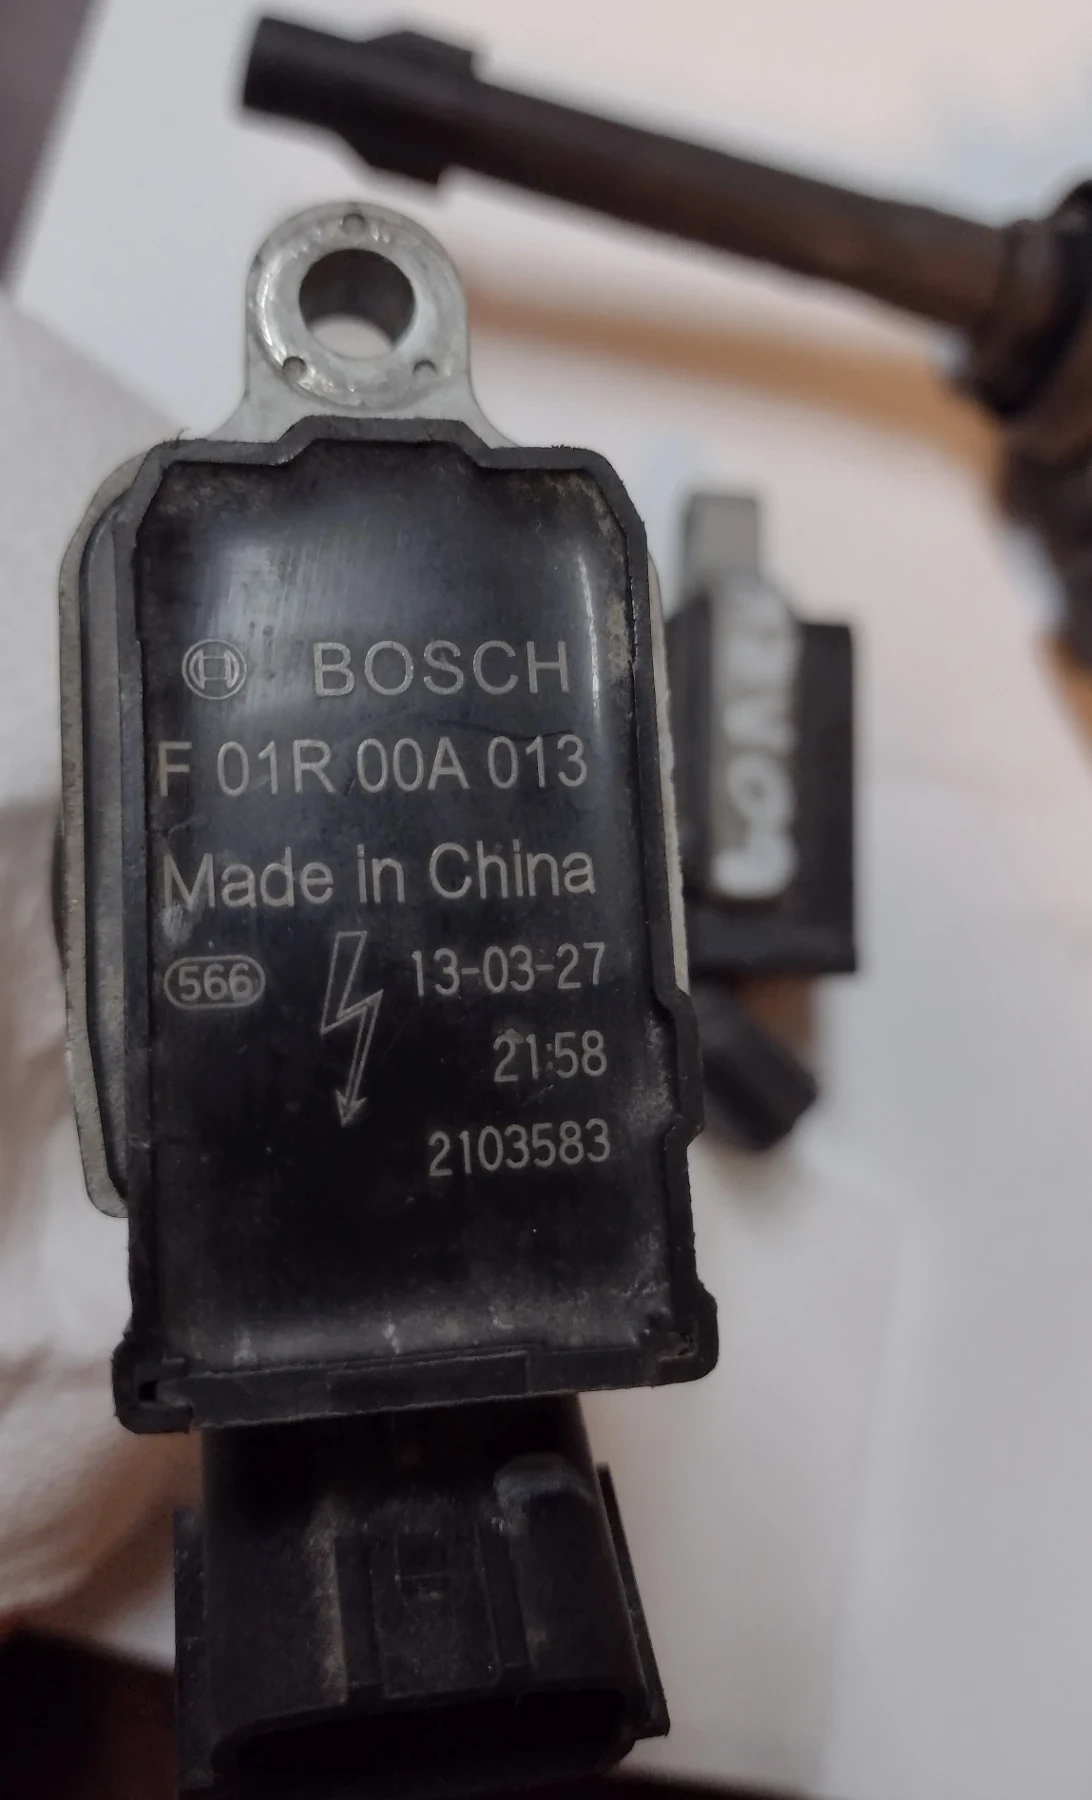 BOSCH
F 01R 00A 013
Made in China
566 13-03-27
21:58
2103583